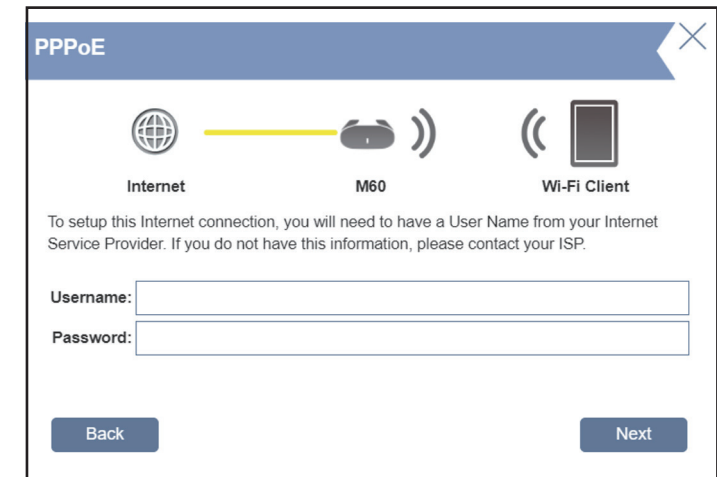 PPPoE
Internet
M60
Wi-Fi Client
To setup this Internet connection, you will need to have a User Name from your Internet
Service Provider. If you do not have this information, please contact your ISP.
Username:
Password:
Back
Next